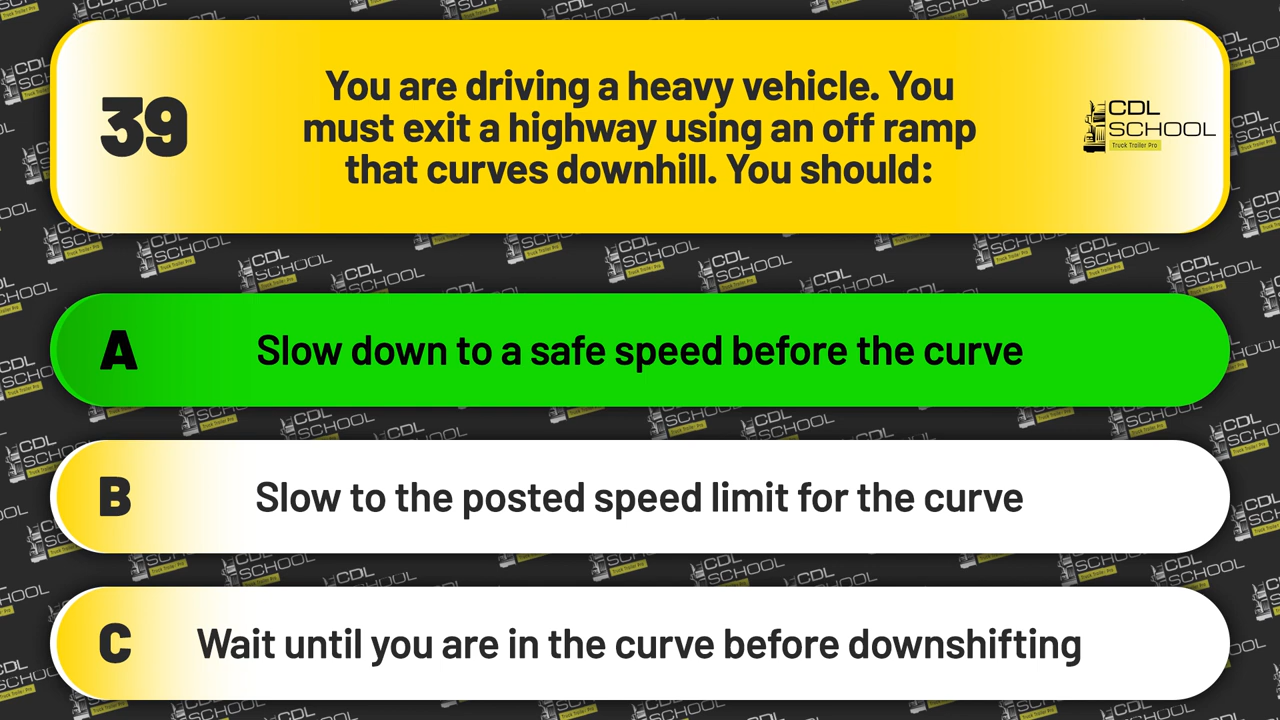 39
You are driving a heavy vehicle. You
must exit a highway using an off ramp
that curves downhill. You should:
CDL
SCHOOL
Truck Trailer Pro
A
Slow down to a safe speed before the curve
B
Slow to the posted speed limit for the curve
C
Wait until you are in the curve before downshifting